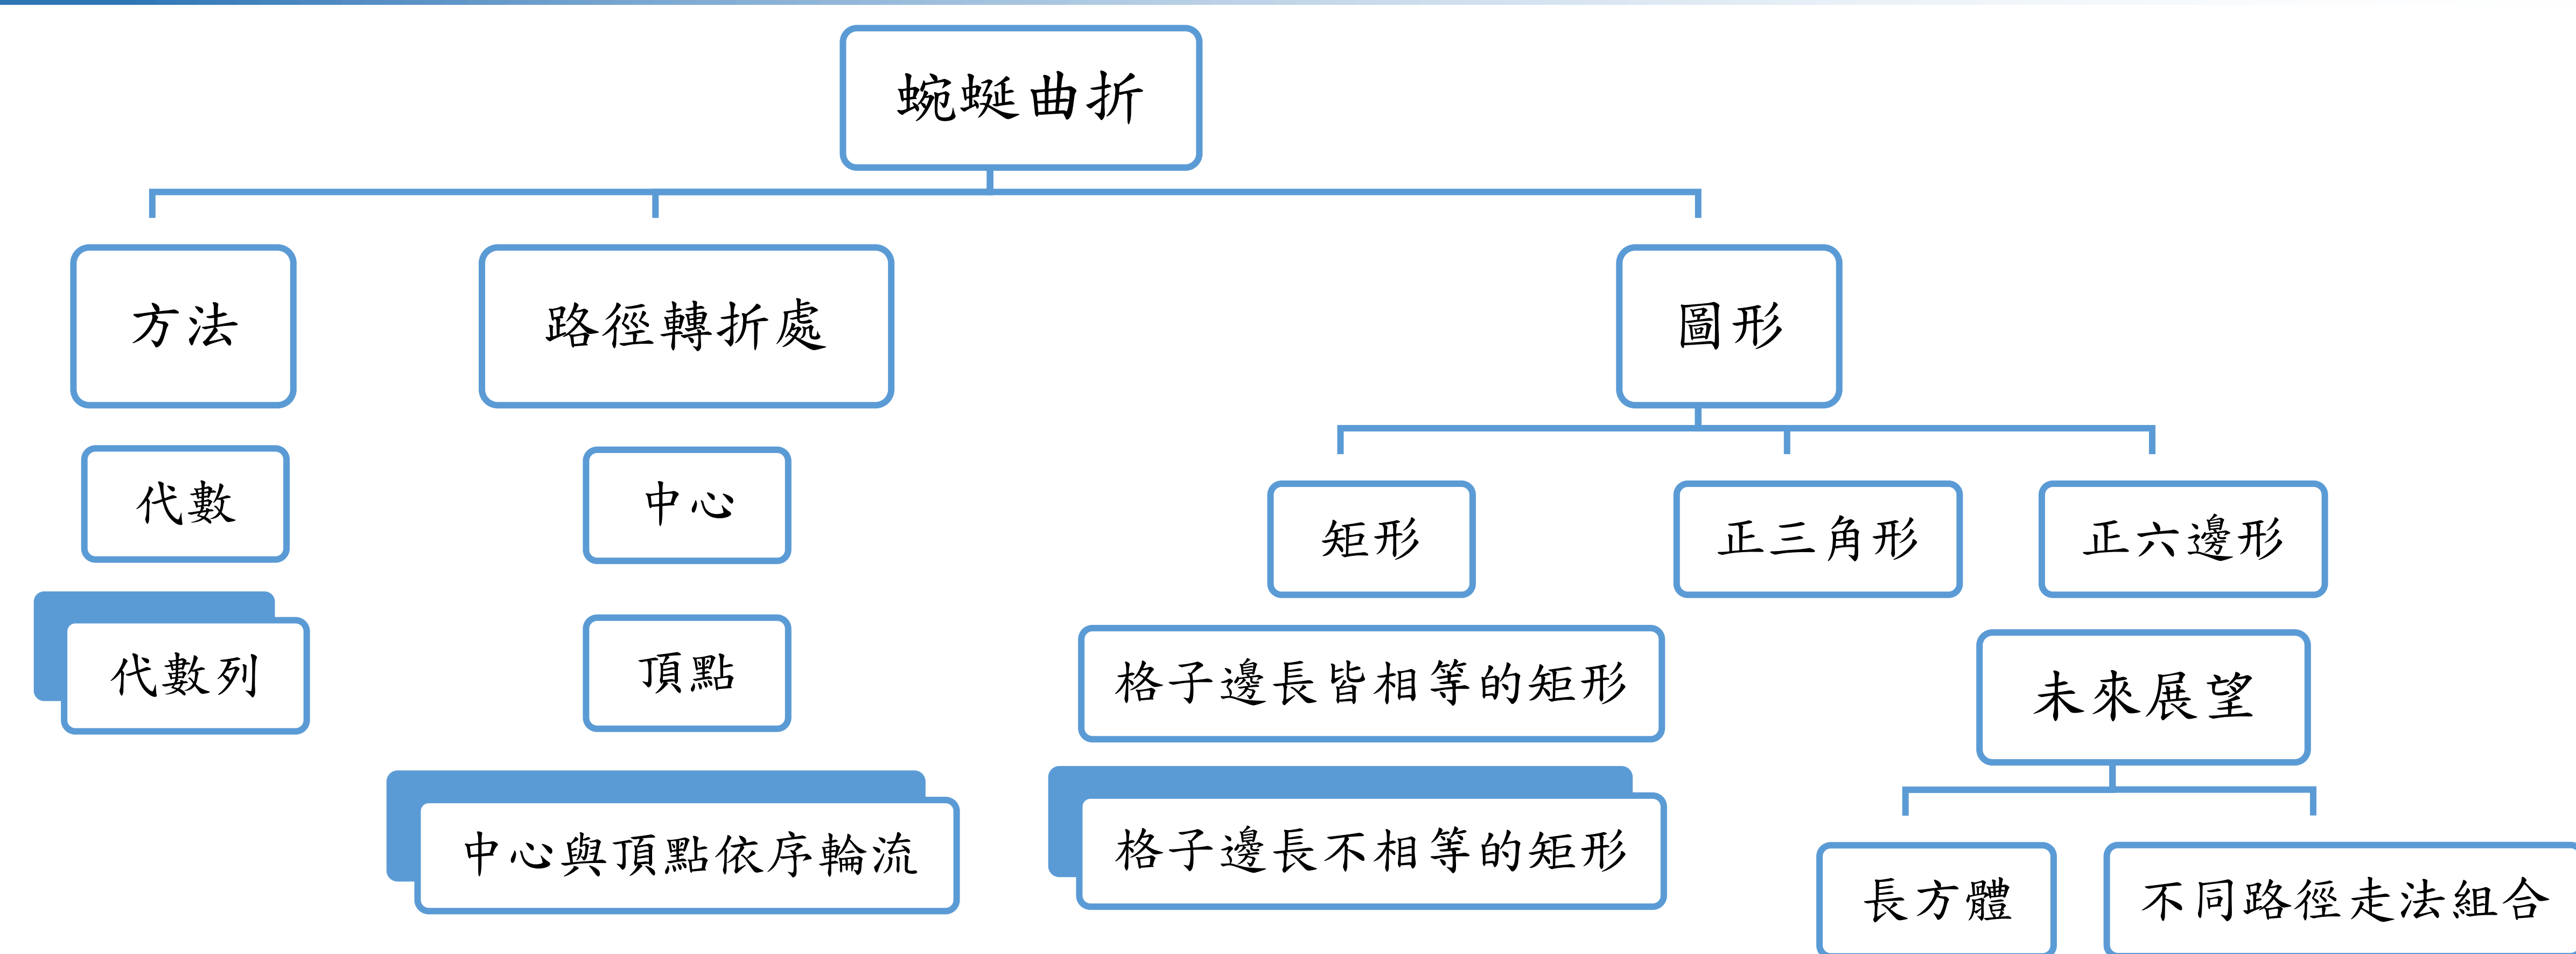 蜿蜒曲折
方法
路徑轉折處
圖形
代數
中心
矩形
正三角形
正六邊形
代數列
頂點
格子邊長皆相等的矩形
未來展望
中心與頂點依序輪流
格子邊長不相等的矩形
長方體
不同路徑走法組合